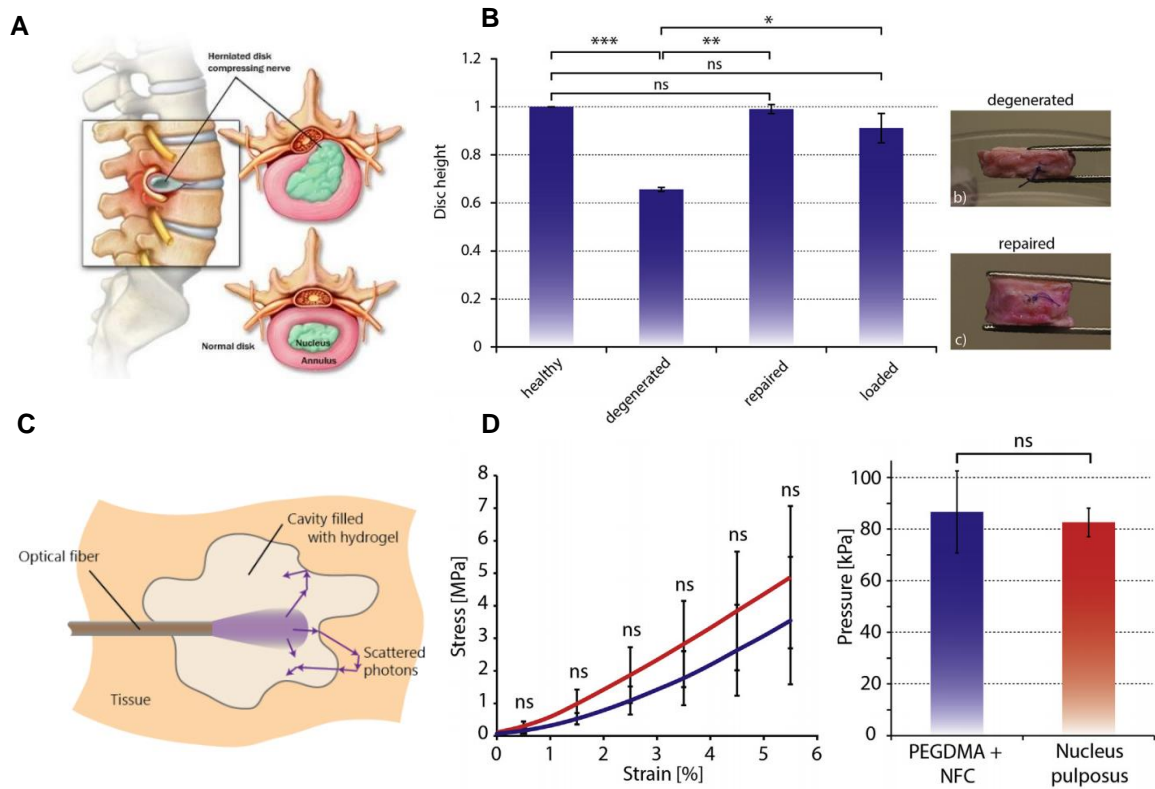 A
Herniated disk
compressing nerve
Normal disk
Nucleus
Annulus
B
*
*** **
ns
ns
1.2
1
0.8
0.6
0.4
0.2
0
Disc height
healthy
degenerated
repaired
loaded
degenerated
b)
repaired
c)
C
Optical fiber
Cavity filled
with hydrogel
Scattered
photons
Tissue
D
8
7
6
5
4
3
2
1
0
Stress [MPa]
ns ns ns ns ns ns
0 1 2 3 4 5 6
Strain [%]
ns
100
80
60
40
20
0
Pressure [kPa]
PEGDMA +
NFC
Nucleus
pulposus